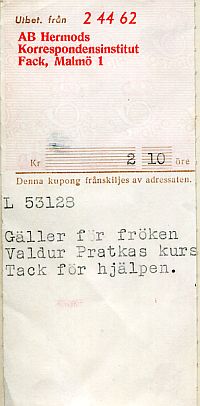 Utbet. från 2 44 62
AB Hermods
Korrespondensinstitut
Fack, Malmö 1
Kr 2 10 öre
Denna kupong frånskiljes av adressaten.
L 53128
Gäller för fröken
Valdur Pratkas kurs
Tack för hjälpen.